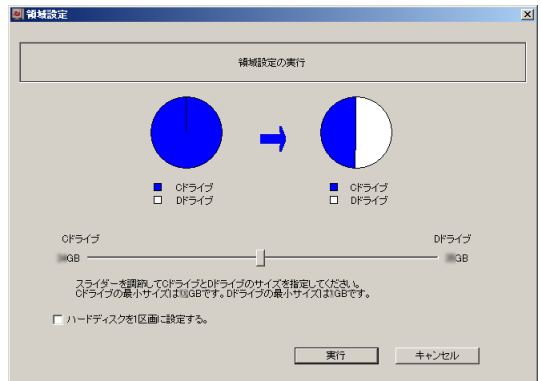 領域設定
領域設定の実行
Cドライブ
Dドライブ
Cドライブ
Dドライブ
Cドライブ
Dドライブ
GB
GB
スライダーを調節してCドライブとDドライブのサイズを指定してください。
Cドライブの最小サイズはGBです。Dドライブの最小サイズは1GBです。
ハードディスクを1区画に設定する。
実行
キャンセル